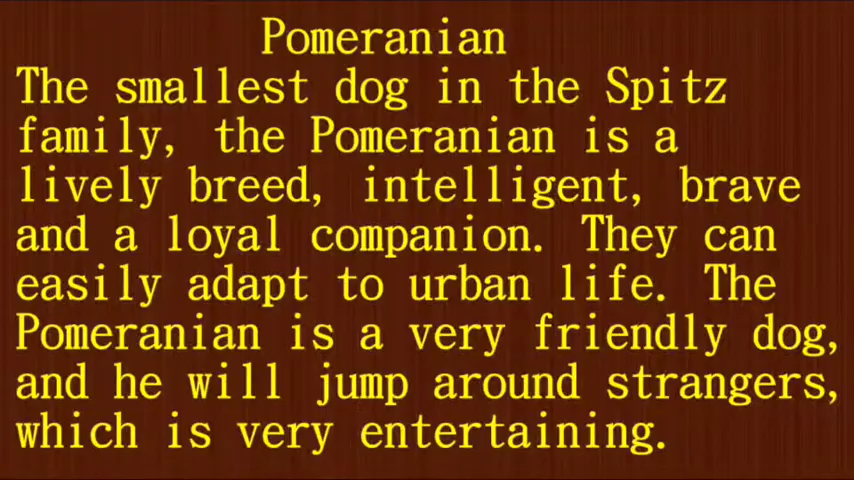 Pomeranian
The smallest dog in the Spitz
family, the Pomeranian is a
lively breed, intelligent, brave
and a loyal companion. They can
easily adapt to urban life. The
Pomeranian is a very friendly dog,
and he will jump around strangers,
which is very entertaining.